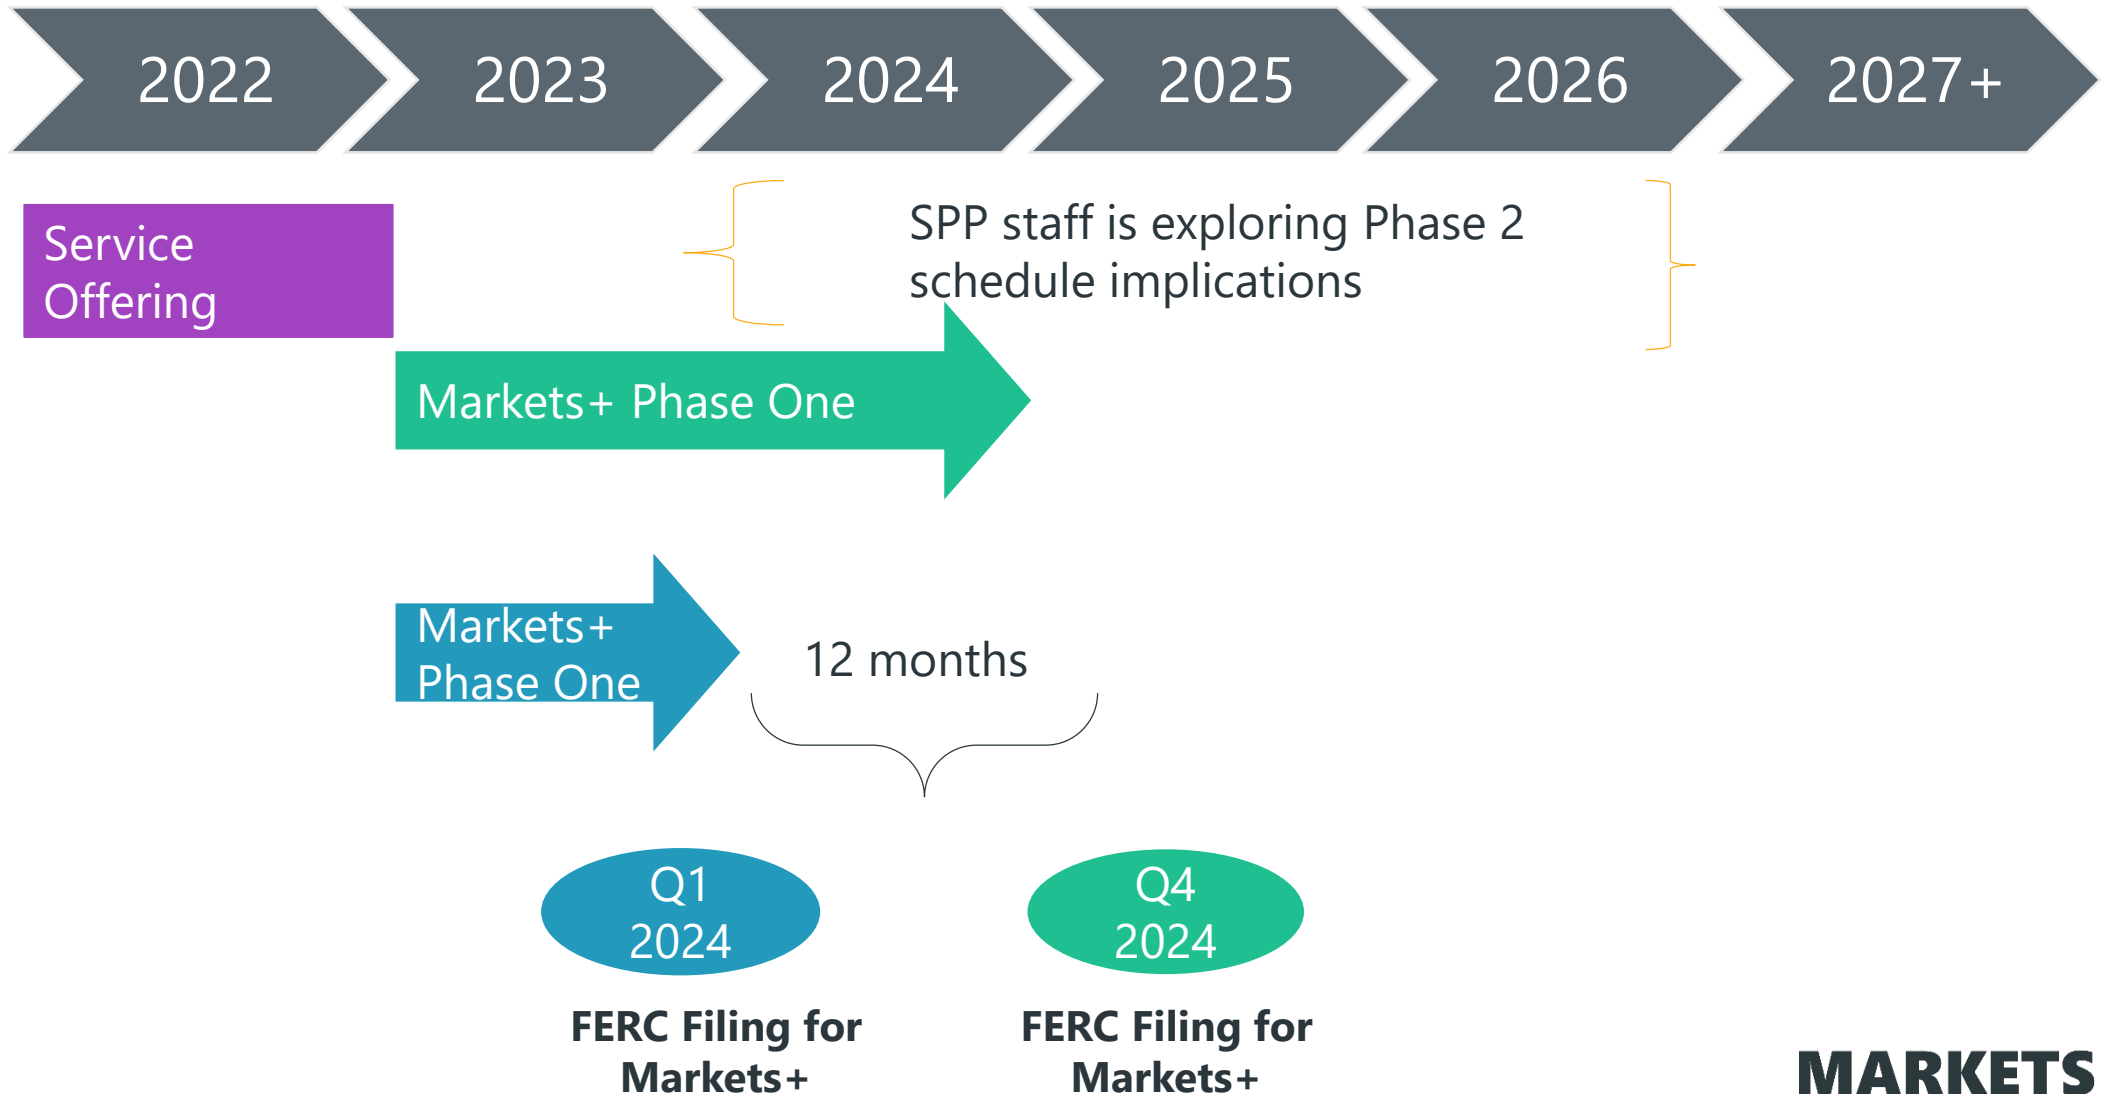 2022
2023
2024
2025
2026
2027+
Service
Offering
SPP staff is exploring Phase 2
schedule implications
Markets+ Phase One
Markets+
Phase One
12 months
Q1
2024
Q4
2024
FERC Filing for
Markets+
FERC Filing for
Markets+
MARKETS